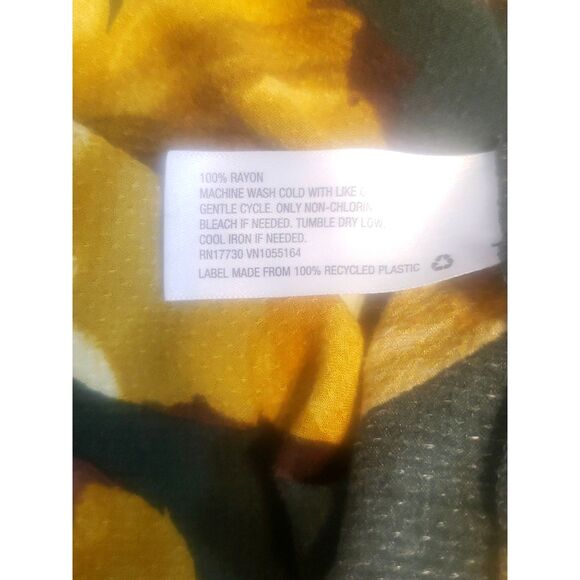 100% RAYON
MACHINE WASH COLD WITH LIKE
GENTLE CYCLE. ONLY NON-CHLORIN
BLEACH IF NEEDED. TUMBLE DRY LOW.
COOL IRON IF NEEDED.
RN17730 VN1055164
LABEL MADE FROM 100% RECYCLED PLASTIC